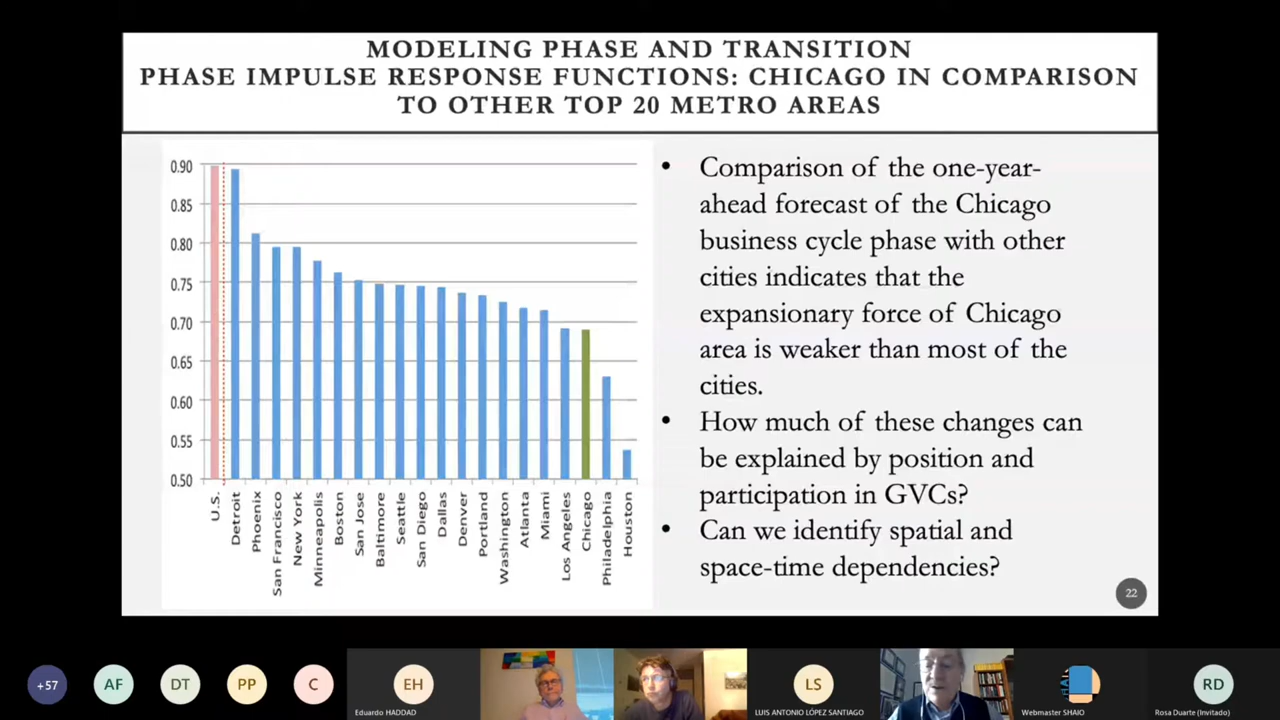 MODELING PHASE AND TRANSITION
PHASE IMPULSE RESPONSE FUNCTIONS: CHICAGO IN COMPARISON
TO OTHER TOP 20 METRO AREAS
0.90
0.85
0.80
0.75
0.70
0.65
0.60
0.55
0.50
U.S.
Detroit
Phoenix
San Francisco
New York
Minneapolis
Boston
San Jose
Baltimore
Seattle
San Diego
Dallas
Denver
Portland
Washington
Atlanta
Miami
Los Angeles
Chicago
Philadelphia
Houston
• Comparison of the one-year-
ahead forecast of the Chicago
business cycle phase with other
cities indicates that the
expansionary force of Chicago
area is weaker than most of the
cities.
• How much of these changes can
be explained by position and
participation in GVCs?
• Can we identify spatial and
space-time dependencies?
22
+57
AF
DT
PP
C
EH
Eduardo HADDAD
LS
LUIS ANTONIO LÓPEZ SANTIAGO
Webmaster SHAIO
RD
Rosa Duarte (Invitado)